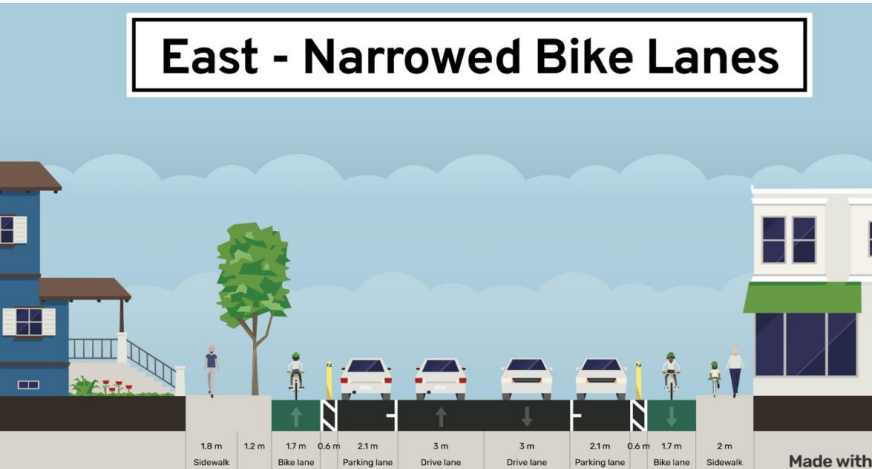 East - Narrowed Bike Lanes
1.8 m 1.2 m 1.7 m 0.6 m 2.1 m 3 m 3 m 2.1 m 0.6 m 1.7 m 2 m
Sidewalk Bike lane Parking lane Drive lane Drive lane Parking lane Bike lane Sidewalk
Made with